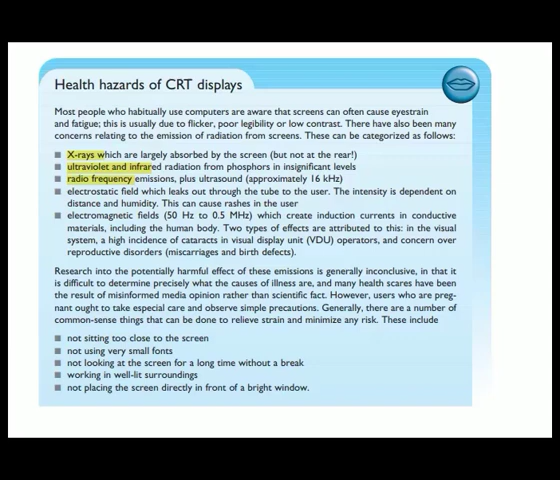 Health hazards of CRT displays
Most people who habitually use computers are aware that screens can often cause eyestrain
and fatigue; this is usually due to flicker, poor legibility or low contrast. There have also been many
concerns relating to the emission of radiation from screens. These can be categorized as follows:
■ X-rays which are largely absorbed by the screen (but not at the rear!)
■ ultraviolet and infrared radiation from phosphors in insignificant levels
■ radio frequency emissions, plus ultrasound (approximately 16 kHz)
■ electrostatic field which leaks out through the tube to the user. The intensity is dependent on
distance and humidity. This can cause rashes in the user
■ electromagnetic fields (50 Hz to 0.5 MHz) which create induction currents in conductive
materials, including the human body. Two types of effects are attributed to this: in the visual
system, a high incidence of cataracts in visual display unit (VDU) operators, and concern over
reproductive disorders (miscarriages and birth defects).
Research into the potentially harmful effect of these emissions is generally inconclusive, in that it
is difficult to determine precisely what the causes of illness are, and many health scares have been
the result of misinformed media opinion rather than scientific fact. However, users who are preg-
nant ought to take especial care and observe simple precautions. Generally, there are a number of
common-sense things that can be done to relieve strain and minimize any risk. These include
■ not sitting too close to the screen
■ not using very small fonts
■ not looking at the screen for a long time without a break
■ working in well-lit surroundings
■ not placing the screen directly in front of a bright window.